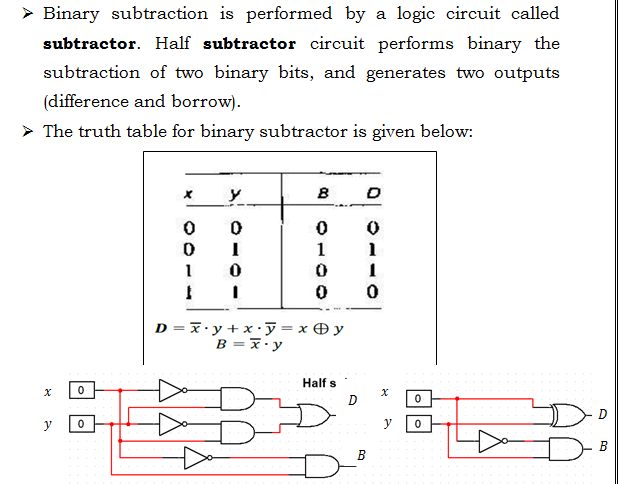 ➢ Binary subtraction is performed by a logic circuit called
subtractor. Half subtractor circuit performs binary the
subtraction of two binary bits, and generates two outputs
(difference and borrow).
➢ The truth table for binary subtractor is given below:
x y B D
0 0 0 0
0 1 1 1
1 0 0 1
1 1 0 0
D = x̅ · y + x · y̅ = x ⊕ y
B = x̅ · y
Half s
x 0 D x 0
y 0 y 0 D
B B